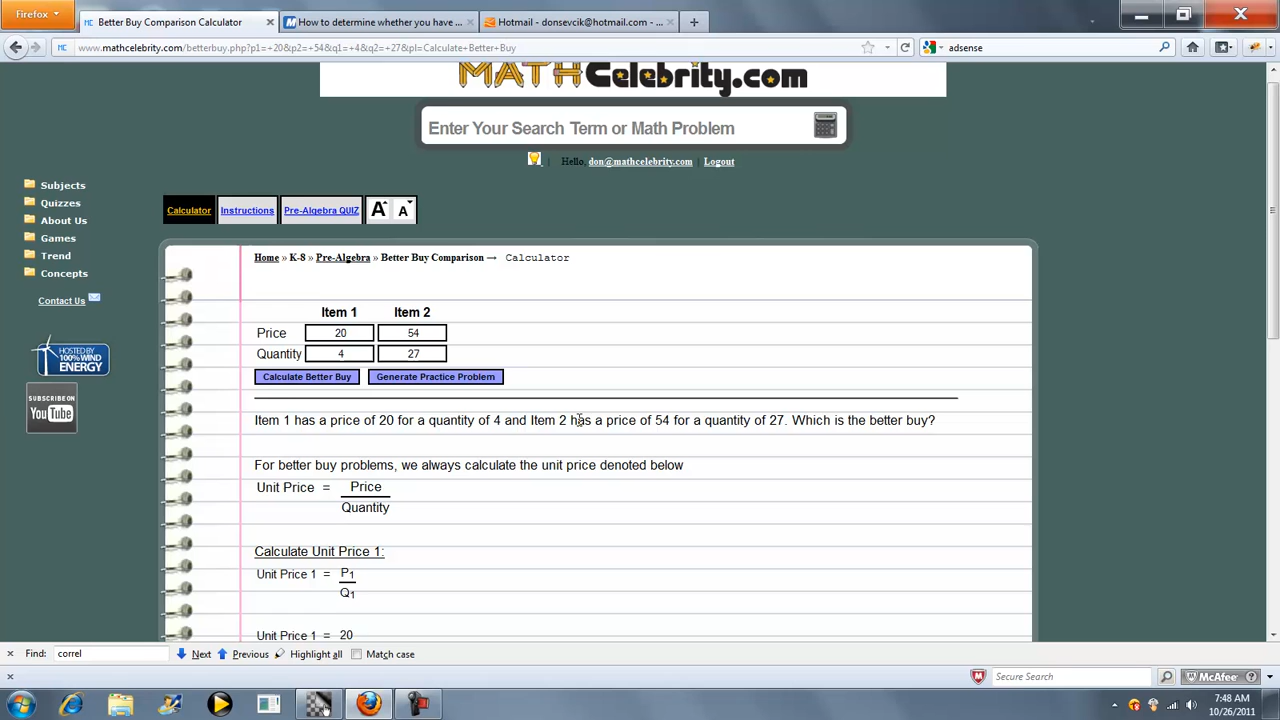 Firefox
Better Buy Comparison Calculator
How to determine whether you have ...
Hotmail - donsevcik@hotmail.com - ...
www.mathcelebrity.com/betterbuy.php?p1=+20&p2=+54&q1=+4&q2=+27&pl=Calculate+Better+Buy
adsense
MATHCelebrity.com
Enter Your Search Term or Math Problem
| Hello, don@mathcelebrity.com Logout
Subjects
Quizzes
About Us
Games
Trend
Concepts
Contact Us
HOSTED BY
100% WIND
ENERGY
SUBSCRIBE ON
YouTube
Calculator Instructions Pre-Algebra QUIZ A A
Home » K-8 » Pre-Algebra » Better Buy Comparison → Calculator
Item 1 Item 2
Price 20 54
Quantity 4 27
Calculate Better Buy Generate Practice Problem
Item 1 has a price of 20 for a quantity of 4 and Item 2 has a price of 54 for a quantity of 27. Which is the better buy?
For better buy problems, we always calculate the unit price denoted below
Unit Price = Price
Quantity
Calculate Unit Price 1:
Unit Price 1 = P1
Q1
Unit Price 1 = 20
Find: correl Next Previous Highlight all Match case
Secure Search McAfee
7:48 AM
10/26/2011